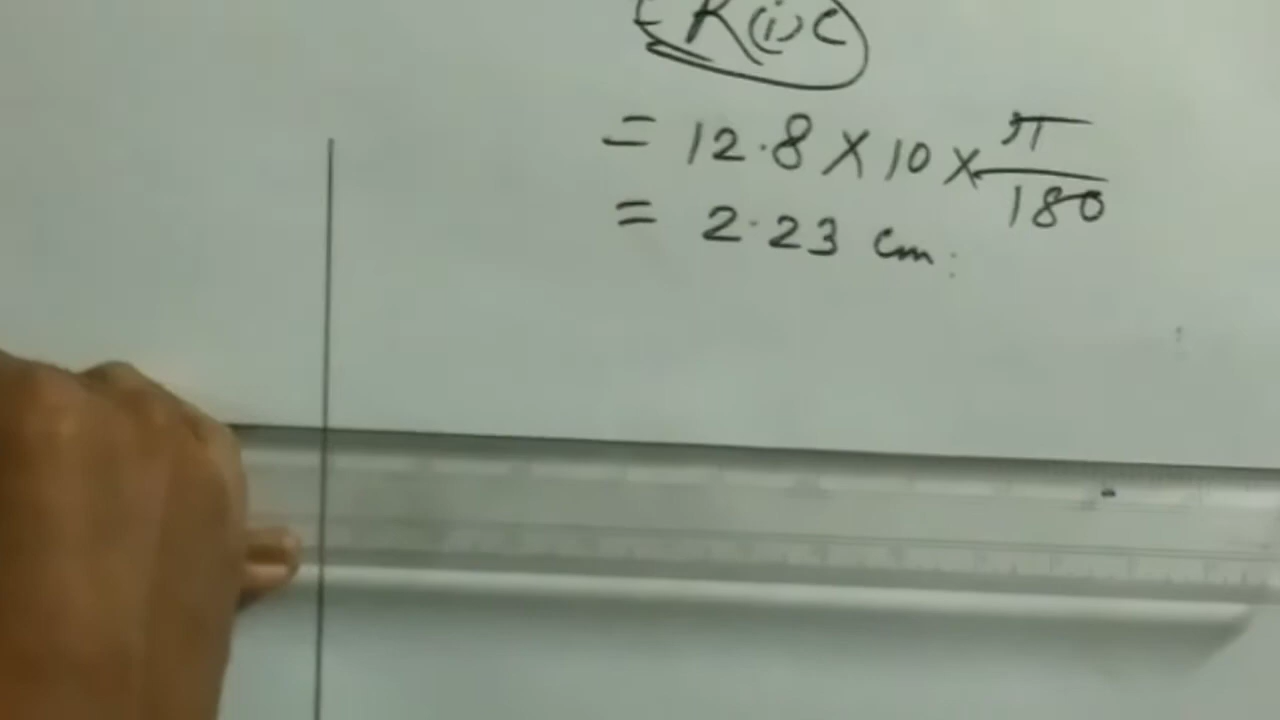 R(i)c
= 12.8 × 10 × π/180
= 2.23 cm.